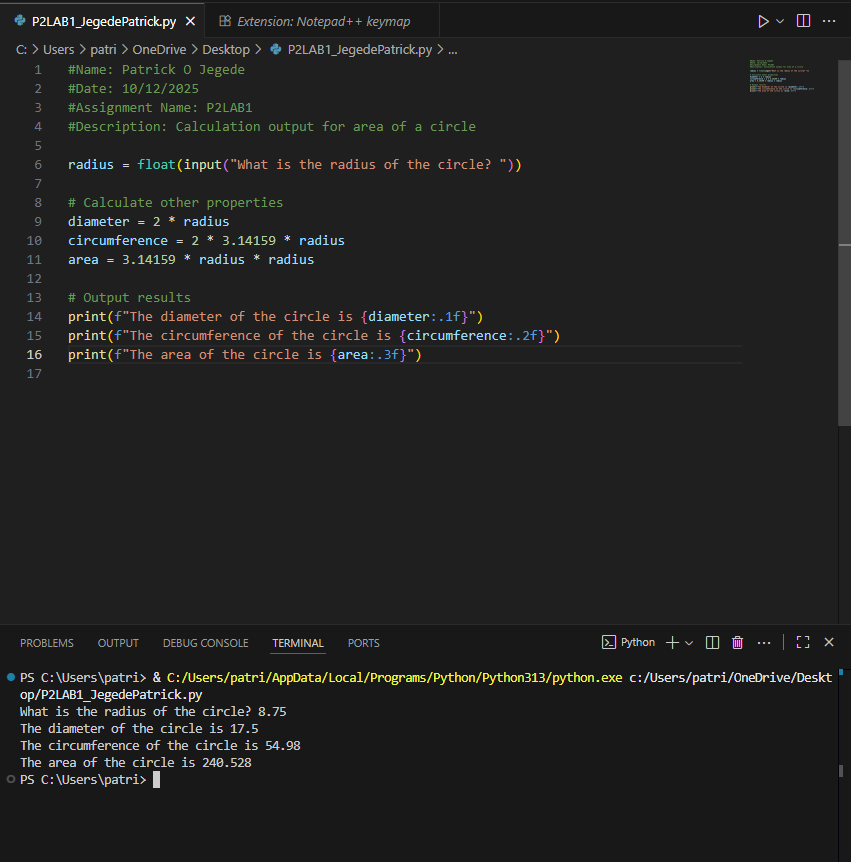 P2LAB1_JegedePatrick.py Extension: Notepad++ keymap
C: > Users > patri > OneDrive > Desktop > P2LAB1_JegedePatrick.py > ...
1 #Name: Patrick O Jegede
2 #Date: 10/12/2025
3 #Assignment Name: P2LAB1
4 #Description: Calculation output for area of a circle
5
6 radius = float(input("What is the radius of the circle? "))
7
8 # Calculate other properties
9 diameter = 2 * radius
10 circumference = 2 * 3.14159 * radius
11 area = 3.14159 * radius * radius
12
13 # Output results
14 print(f"The diameter of the circle is {diameter:.1f}")
15 print(f"The circumference of the circle is {circumference:.2f}")
16 print(f"The area of the circle is {area:.3f}")
17
PROBLEMS OUTPUT DEBUG CONSOLE TERMINAL PORTS Python
PS C:\Users\patri> & C:/Users/patri/AppData/Local/Programs/Python/Python313/python.exe c:/Users/patri/OneDrive/Deskt
op/P2LAB1_JegedePatrick.py
What is the radius of the circle? 8.75
The diameter of the circle is 17.5
The circumference of the circle is 54.98
The area of the circle is 240.528
PS C:\Users\patri>